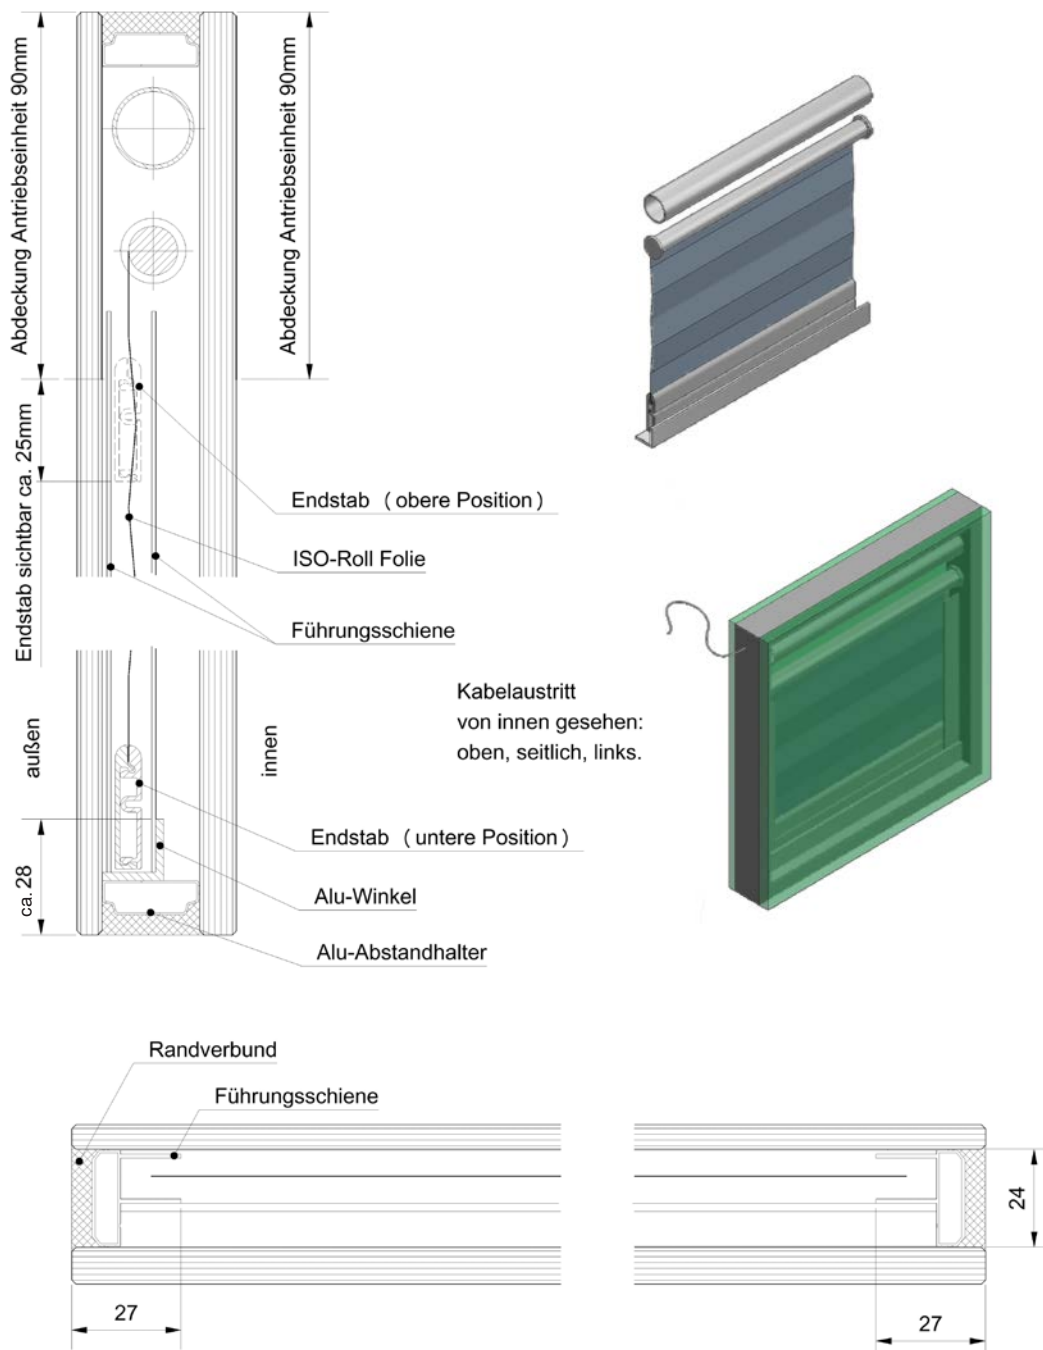 Abdeckung Antriebseinheit 90mm
Abdeckung Antriebseinheit 90mm
Endstab sichtbar ca. 25mm
Endstab ( obere Position )
ISO-Roll Folie
Führungsschiene
Kabelaustritt
von innen gesehen:
oben, seitlich, links.
außen
innen
Endstab ( untere Position )
ca. 28
Alu-Winkel
Alu-Abstandhalter
Randverbund
Führungsschiene
24
27
27